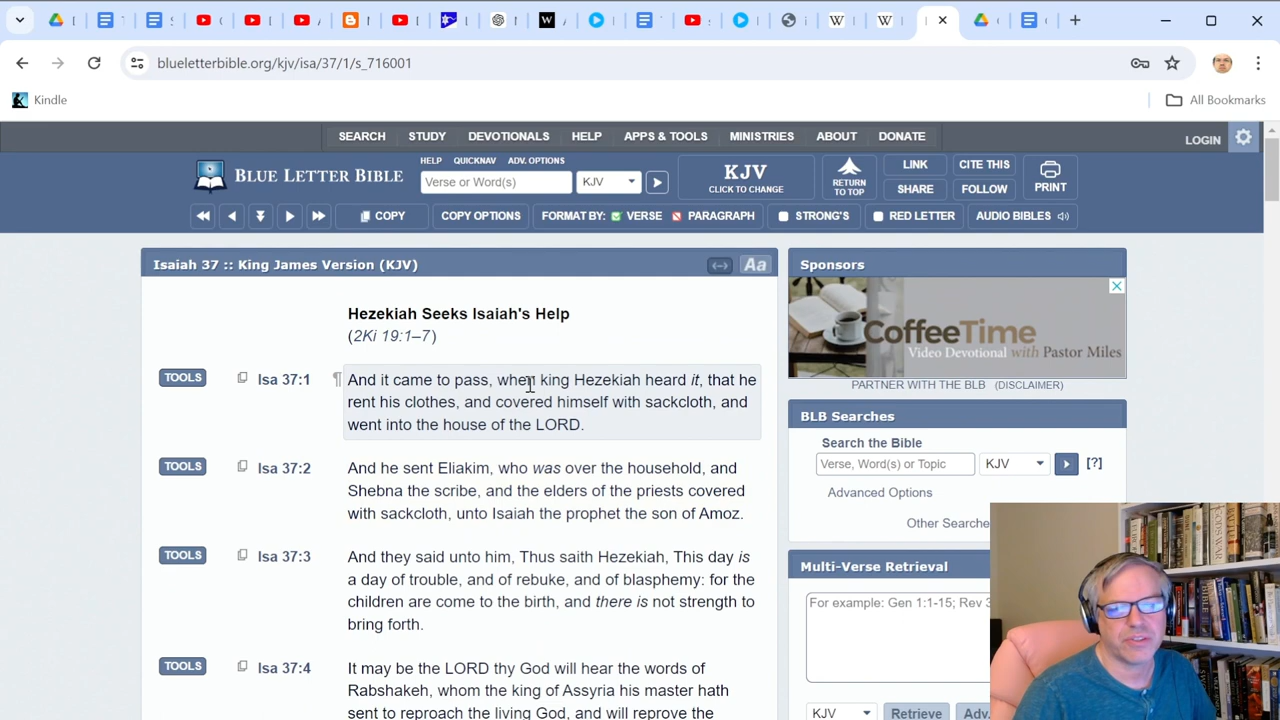 blueletterbible.org/kjv/isa/37/1/s_716001
Kindle
All Bookmarks
SEARCH STUDY DEVOTIONALS HELP APPS & TOOLS MINISTRIES ABOUT DONATE
LOGIN
BLUE LETTER BIBLE
HELP QUICKNAV ADV. OPTIONS
Verse or Word(s) KJV
KJV
CLICK TO CHANGE
RETURN
TO TOP
LINK CITE THIS
SHARE FOLLOW
PRINT
COPY COPY OPTIONS FORMAT BY: VERSE PARAGRAPH STRONG'S RED LETTER AUDIO BIBLES
Isaiah 37 :: King James Version (KJV)
Aa
Hezekiah Seeks Isaiah's Help
(2Ki 19:1–7)
TOOLS Isa 37:1 ¶ And it came to pass, when king Hezekiah heard it, that he
rent his clothes, and covered himself with sackcloth, and
went into the house of the LORD.
TOOLS Isa 37:2 And he sent Eliakim, who was over the household, and
Shebna the scribe, and the elders of the priests covered
with sackcloth, unto Isaiah the prophet the son of Amoz.
TOOLS Isa 37:3 And they said unto him, Thus saith Hezekiah, This day is
a day of trouble, and of rebuke, and of blasphemy: for the
children are come to the birth, and there is not strength to
bring forth.
TOOLS Isa 37:4 It may be the LORD thy God will hear the words of
Rabshakeh, whom the king of Assyria his master hath
sent to reproach the living God, and will reprove the
Sponsors
CoffeeTime
Video Devotional with Pastor Miles
PARTNER WITH THE BLB (DISCLAIMER)
BLB Searches
Search the Bible
Verse, Word(s) or Topic KJV [?]
Advanced Options
Other Searche
Multi-Verse Retrieval
For example: Gen 1:1-15; Rev 3
KJV Retrieve Adv.